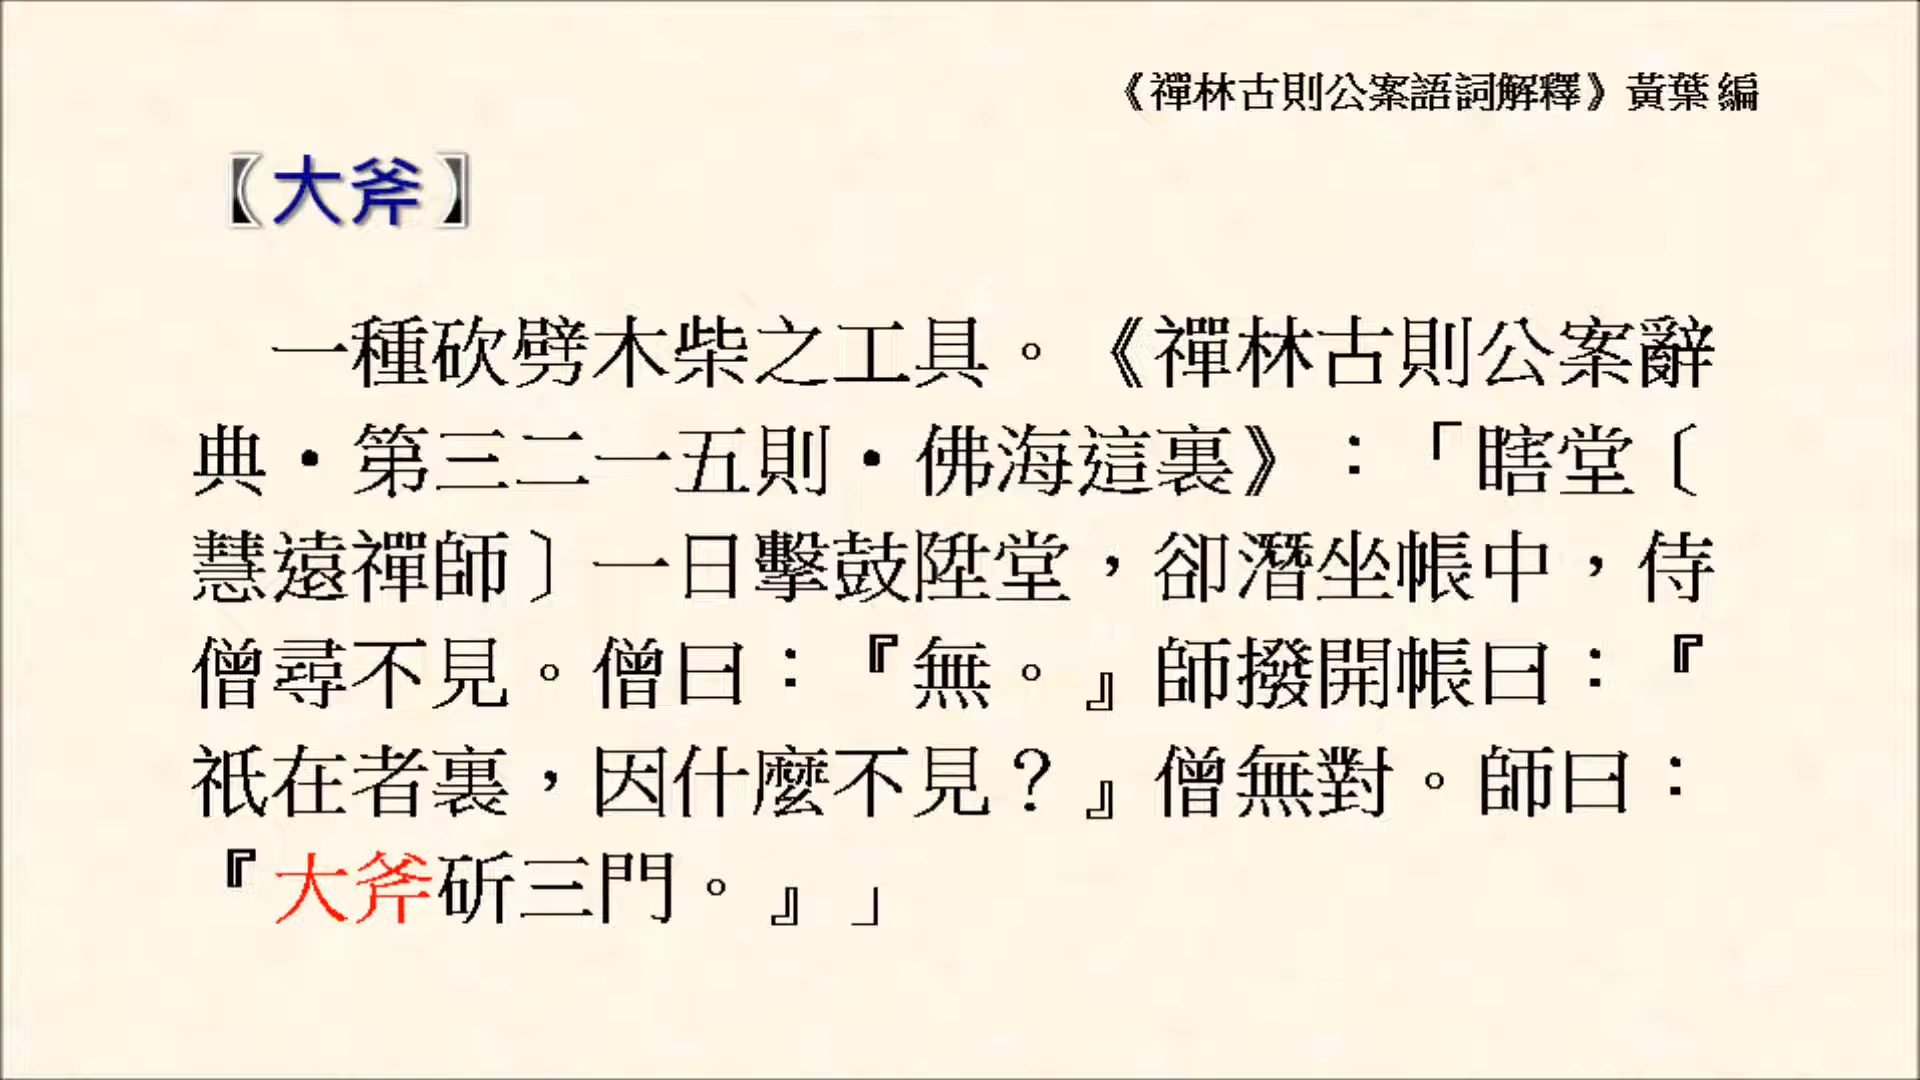 《禪林古則公案語詞解釋》黃葉 編
【大斧】
一種砍劈木柴之工具。《禪林古則公案辭
典·第三二一五則·佛海這裏》：「瞎堂〔
慧遠禪師〕一日擊鼓陞堂，卻潛坐帳中，侍
僧尋不見。僧曰：『無。』師撥開帳曰：『
祇在者裏，因什麼不見？』僧無對。師曰：
『大斧斫三門。』」